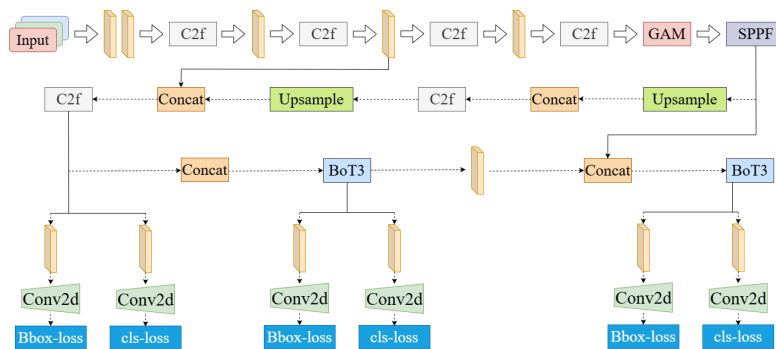 Input
C2f
C2f
C2f
C2f
GAM
SPPF
C2f
Concat
Upsample
C2f
Concat
Upsample
Concat
BoT3
Concat
BoT3
Conv2d
Conv2d
Conv2d
Conv2d
Conv2d
Conv2d
Bbox-loss
cls-loss
Bbox-loss
cls-loss
Bbox-loss
cls-loss